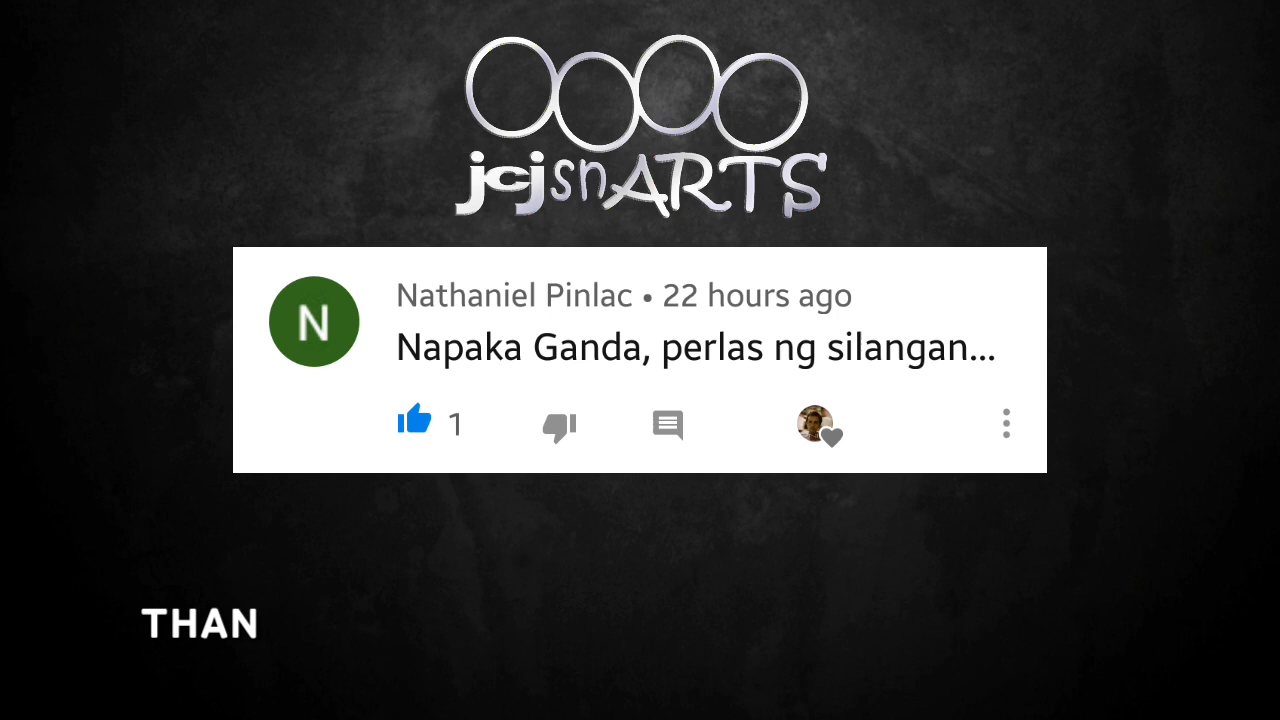 jcjsnARTS
N
Nathaniel Pinlac • 22 hours ago
Napaka Ganda, perlas ng silangan...
1
THAN